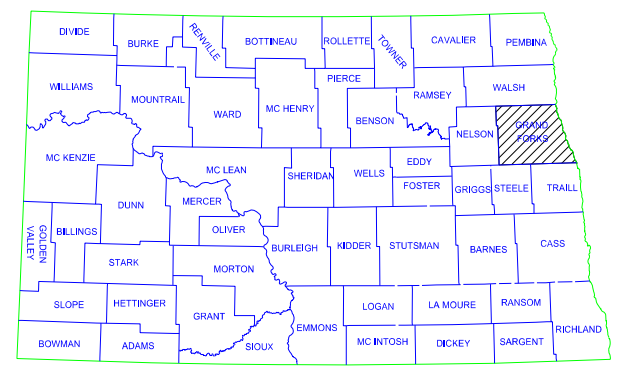 DIVIDE
BURKE
RENVILLE
BOTTINEAU
ROLLETTE
TOWNER
CAVALIER
PEMBINA
WILLIAMS
MOUNTRAIL
WARD
MC HENRY
PIERCE
BENSON
RAMSEY
WALSH
NELSON
GRAND
FORKS
MC KENZIE
DUNN
MC LEAN
MERCER
OLIVER
SHERIDAN
WELLS
EDDY
FOSTER
GRIGGS
STEELE
TRAILL
GOLDEN
VALLEY
BILLINGS
STARK
MORTON
BURLEIGH
KIDDER
STUTSMAN
BARNES
CASS
SLOPE
HETTINGER
GRANT
EMMONS
LOGAN
LA MOURE
RANSOM
RICHLAND
BOWMAN
ADAMS
SIOUX
MC INTOSH
DICKEY
SARGENT